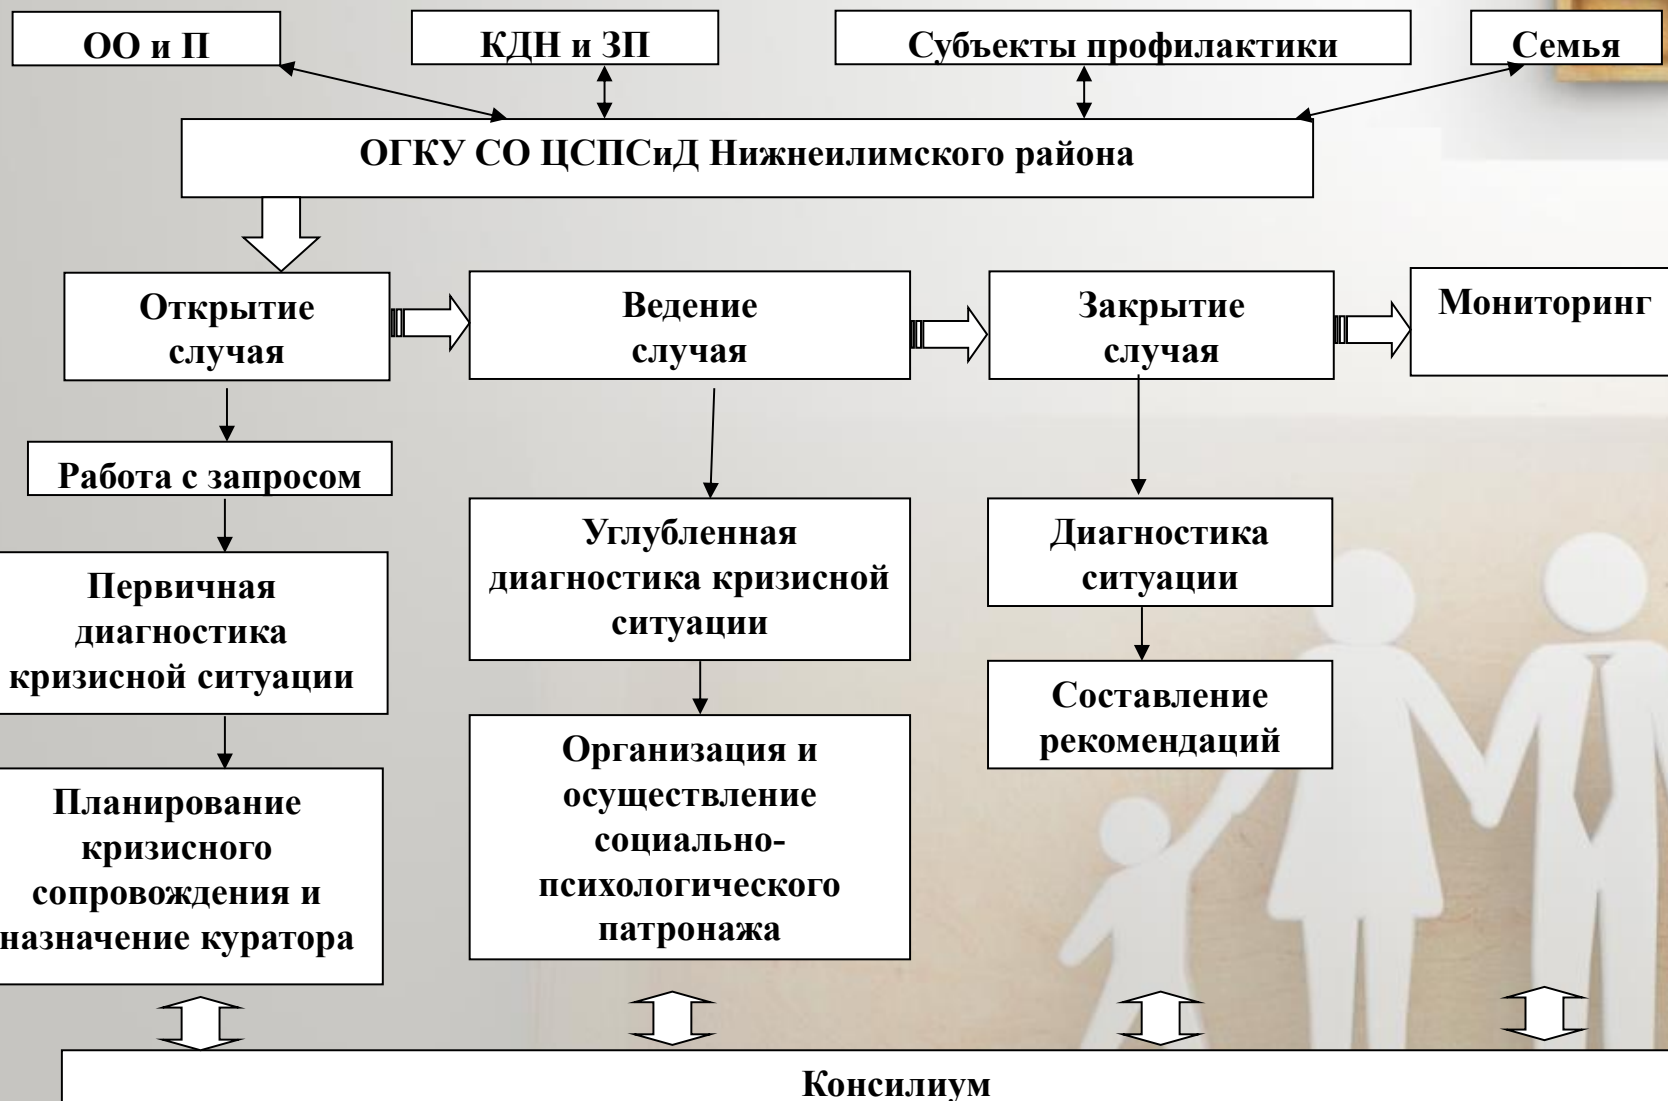 ОО и П
КДН и ЗП
Субъекты профилактики
Семья
ОГКУ СО ЦСПСиД Нижнеилимского района
Открытие
случая
Ведение
случая
Закрытие
случая
Мониторинг
Работа с запросом
Первичная
диагностика
кризисной ситуации
Планирование
кризисного
сопровождения и
назначение куратора
Углубленная
диагностика кризисной
ситуации
Организация и
осуществление
социально-
психологического
патронажа
Диагностика
ситуации
Составление
рекомендаций
Консилиум